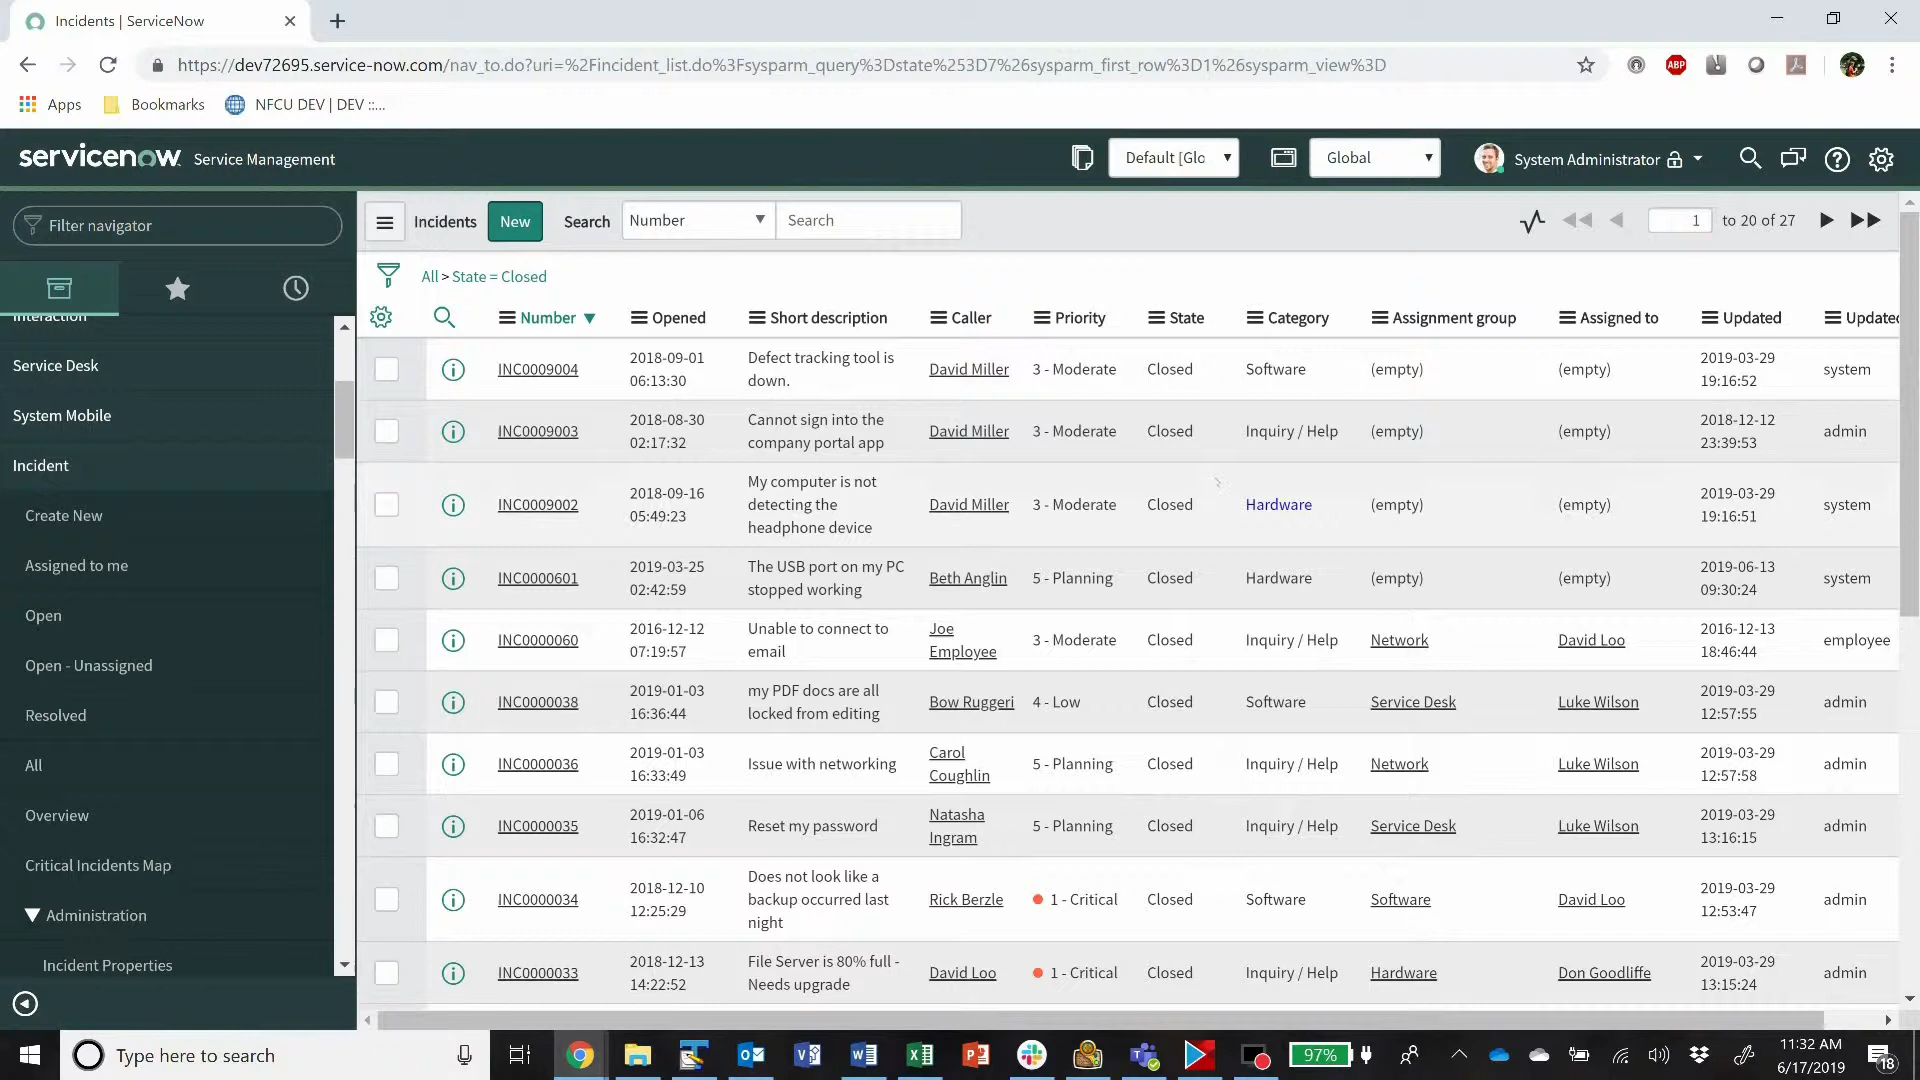 Incidents | ServiceNow
https://dev72695.service-now.com/nav_to.do?uri=%2Fincident_list.do%3Fsysparm_query%3Dstate%253D7%26sysparm_first_row%3D1%26sysparm_view%3D
ABP
Apps Bookmarks NFCU DEV | DEV ::...
servicenow Service Management Default [Glo Global System Administrator
Filter navigator
Incidents New Search Number Search 1 to 20 of 27
All > State = Closed
Interaction
Service Desk
System Mobile
Incident
Create New
Assigned to me
Open
Open - Unassigned
Resolved
All
Overview
Critical Incidents Map
Administration
Incident Properties
Number Opened Short description Caller Priority State Category Assignment group Assigned to Updated Updated
INC0009004 2018-09-01 06:13:30 Defect tracking tool is down. David Miller 3 - Moderate Closed Software (empty) (empty) 2019-03-29 19:16:52 system
INC0009003 2018-08-30 02:17:32 Cannot sign into the company portal app David Miller 3 - Moderate Closed Inquiry / Help (empty) (empty) 2018-12-12 23:39:53 admin
INC0009002 2018-09-16 05:49:23 My computer is not detecting the headphone device David Miller 3 - Moderate Closed Hardware (empty) (empty) 2019-03-29 19:16:51 system
INC0000601 2019-03-25 02:42:59 The USB port on my PC stopped working Beth Anglin 5 - Planning Closed Hardware (empty) (empty) 2019-06-13 09:30:24 system
INC0000060 2016-12-12 07:19:57 Unable to connect to email Joe Employee 3 - Moderate Closed Inquiry / Help Network David Loo 2016-12-13 18:46:44 employee
INC0000038 2019-01-03 16:36:44 my PDF docs are all locked from editing Bow Ruggeri 4 - Low Closed Software Service Desk Luke Wilson 2019-03-29 12:57:55 admin
INC0000036 2019-01-03 16:33:49 Issue with networking Carol Coughlin 5 - Planning Closed Inquiry / Help Network Luke Wilson 2019-03-29 12:57:58 admin
INC0000035 2019-01-06 16:32:47 Reset my password Natasha Ingram 5 - Planning Closed Inquiry / Help Service Desk Luke Wilson 2019-03-29 13:16:15 admin
INC0000034 2018-12-10 12:25:29 Does not look like a backup occurred last night Rick Berzle 1 - Critical Closed Software Software David Loo 2019-03-29 12:53:47 admin
INC0000033 2018-12-13 14:22:52 File Server is 80% full - Needs upgrade David Loo 1 - Critical Closed Inquiry / Help Hardware Don Goodliffe 2019-03-29 13:15:24 admin
Type here to search 97% 11:32 AM
6/17/2019 18